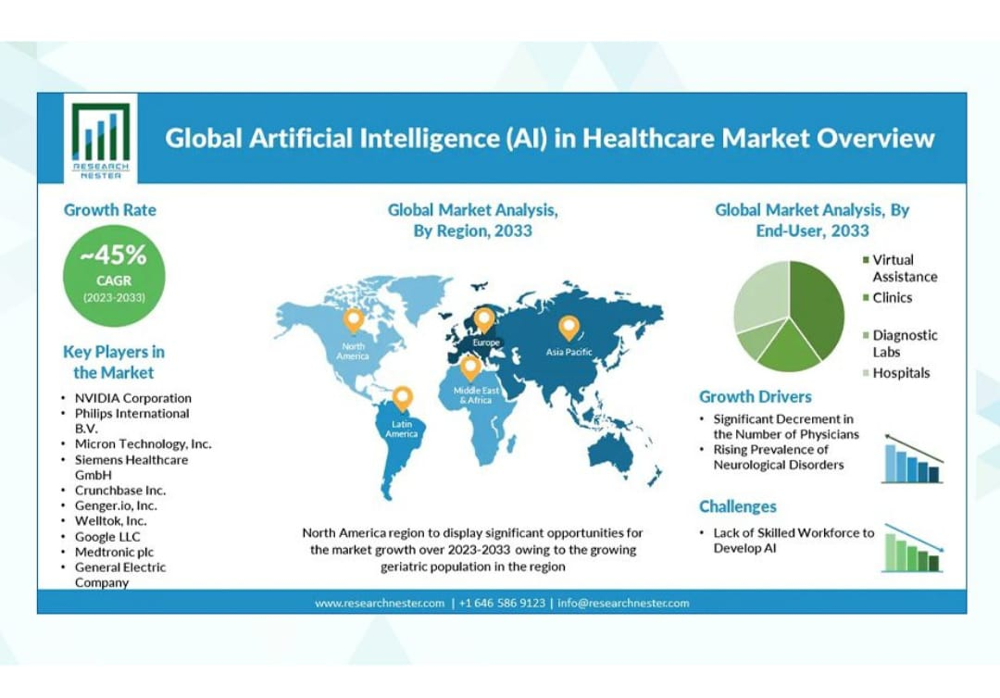 RESEARCH
NESTER
Global Artificial Intelligence (AI) in Healthcare Market Overview
Growth Rate
~45%
CAGR
(2023-2033)
Key Players in
the Market
• NVIDIA Corporation
• Philips International
B.V.
• Micron Technology, Inc.
• Siemens Healthcare
GmbH
• Crunchbase Inc.
• Genger.io, Inc.
• Welltok, Inc.
• Google LLC
• Medtronic plc
• General Electric
Company
Global Market Analysis,
By Region, 2033
North
America
Europe
Asia Pacific
Middle East
& Africa
Latin
America
North America region to display significant opportunities for
the market growth over 2023-2033 owing to the growing
geriatric population in the region
Global Market Analysis, By
End-User, 2033
Virtual
Assistance
Clinics
Diagnostic
Labs
Hospitals
Growth Drivers
• Significant Decrement in
the Number of Physicians
• Rising Prevalence of
Neurological Disorders
Challenges
• Lack of Skilled Workforce to
Develop AI
www.researchnester.com | +1 646 586 9123 | info@researchnester.com